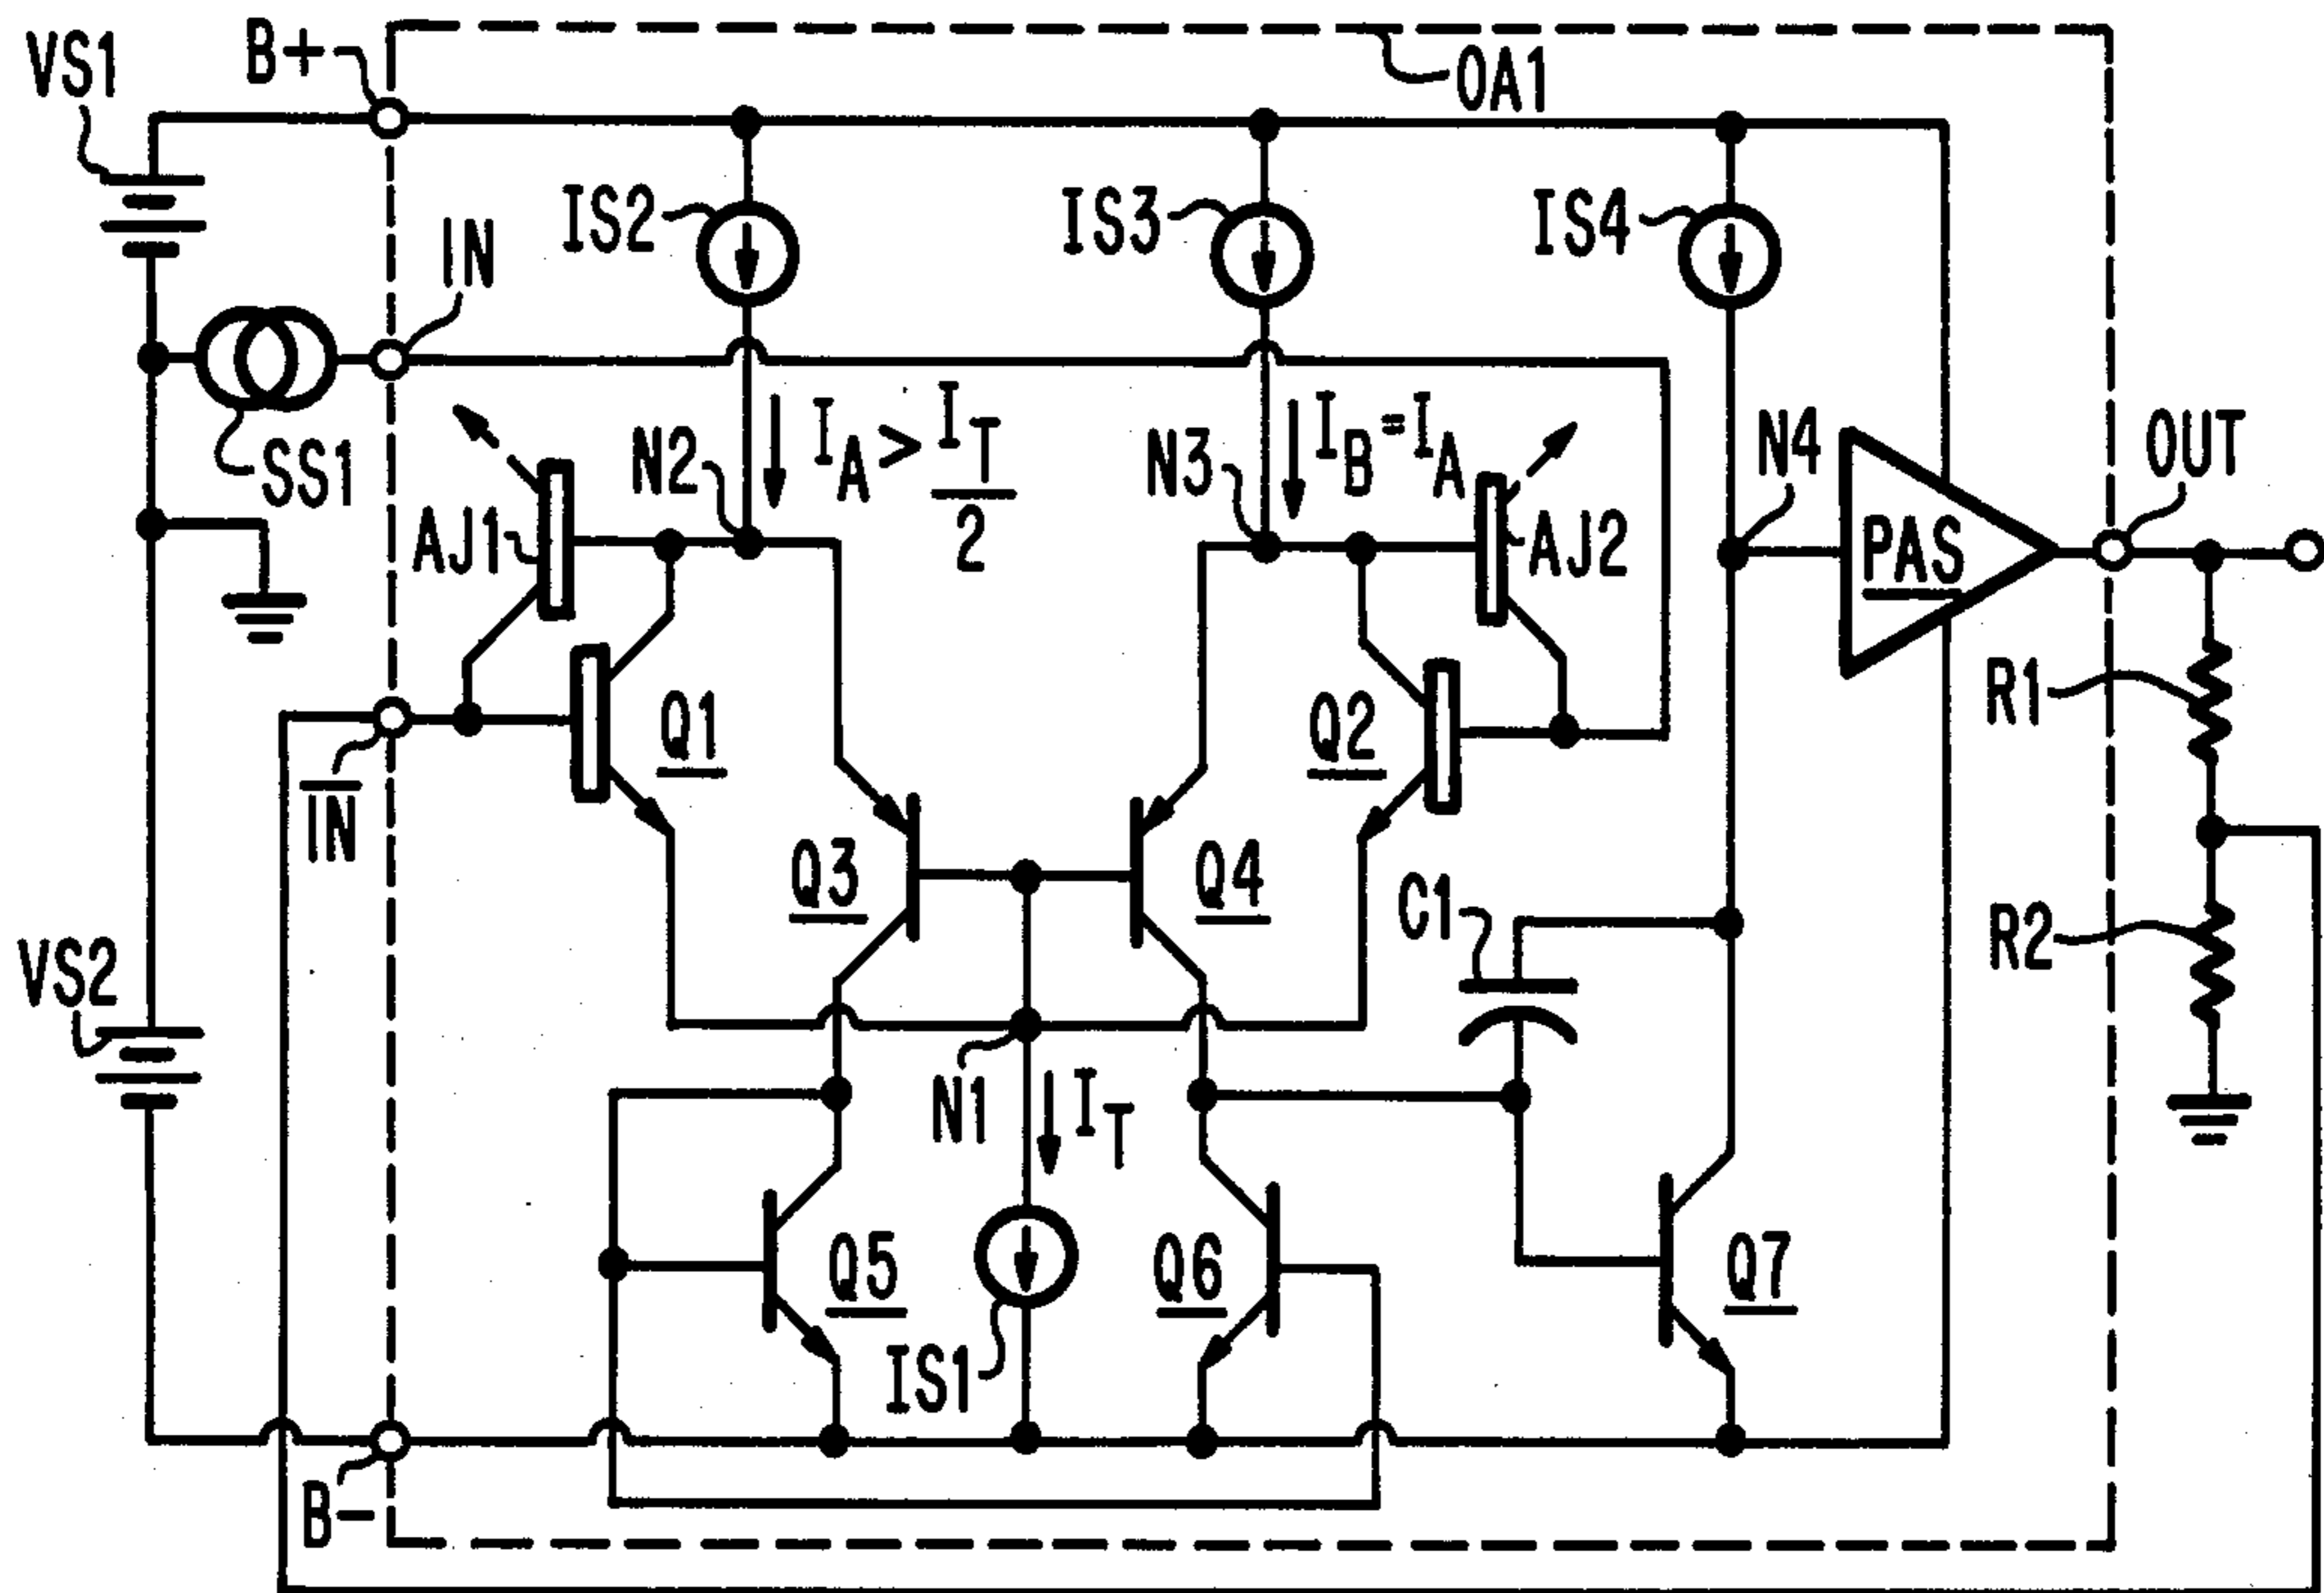 VS1
B+
OA1
IS2
IS3
IS4
IN
SS1
N2
I_A > I_T/2
N3
I_B = I_A
N4
OUT
AJ1
AJ2
PAS
Q1
Q2
R1
IN̅
Q3
Q4
C1
R2
VS2
N1
I_T
Q5
Q6
Q7
IS1
B-